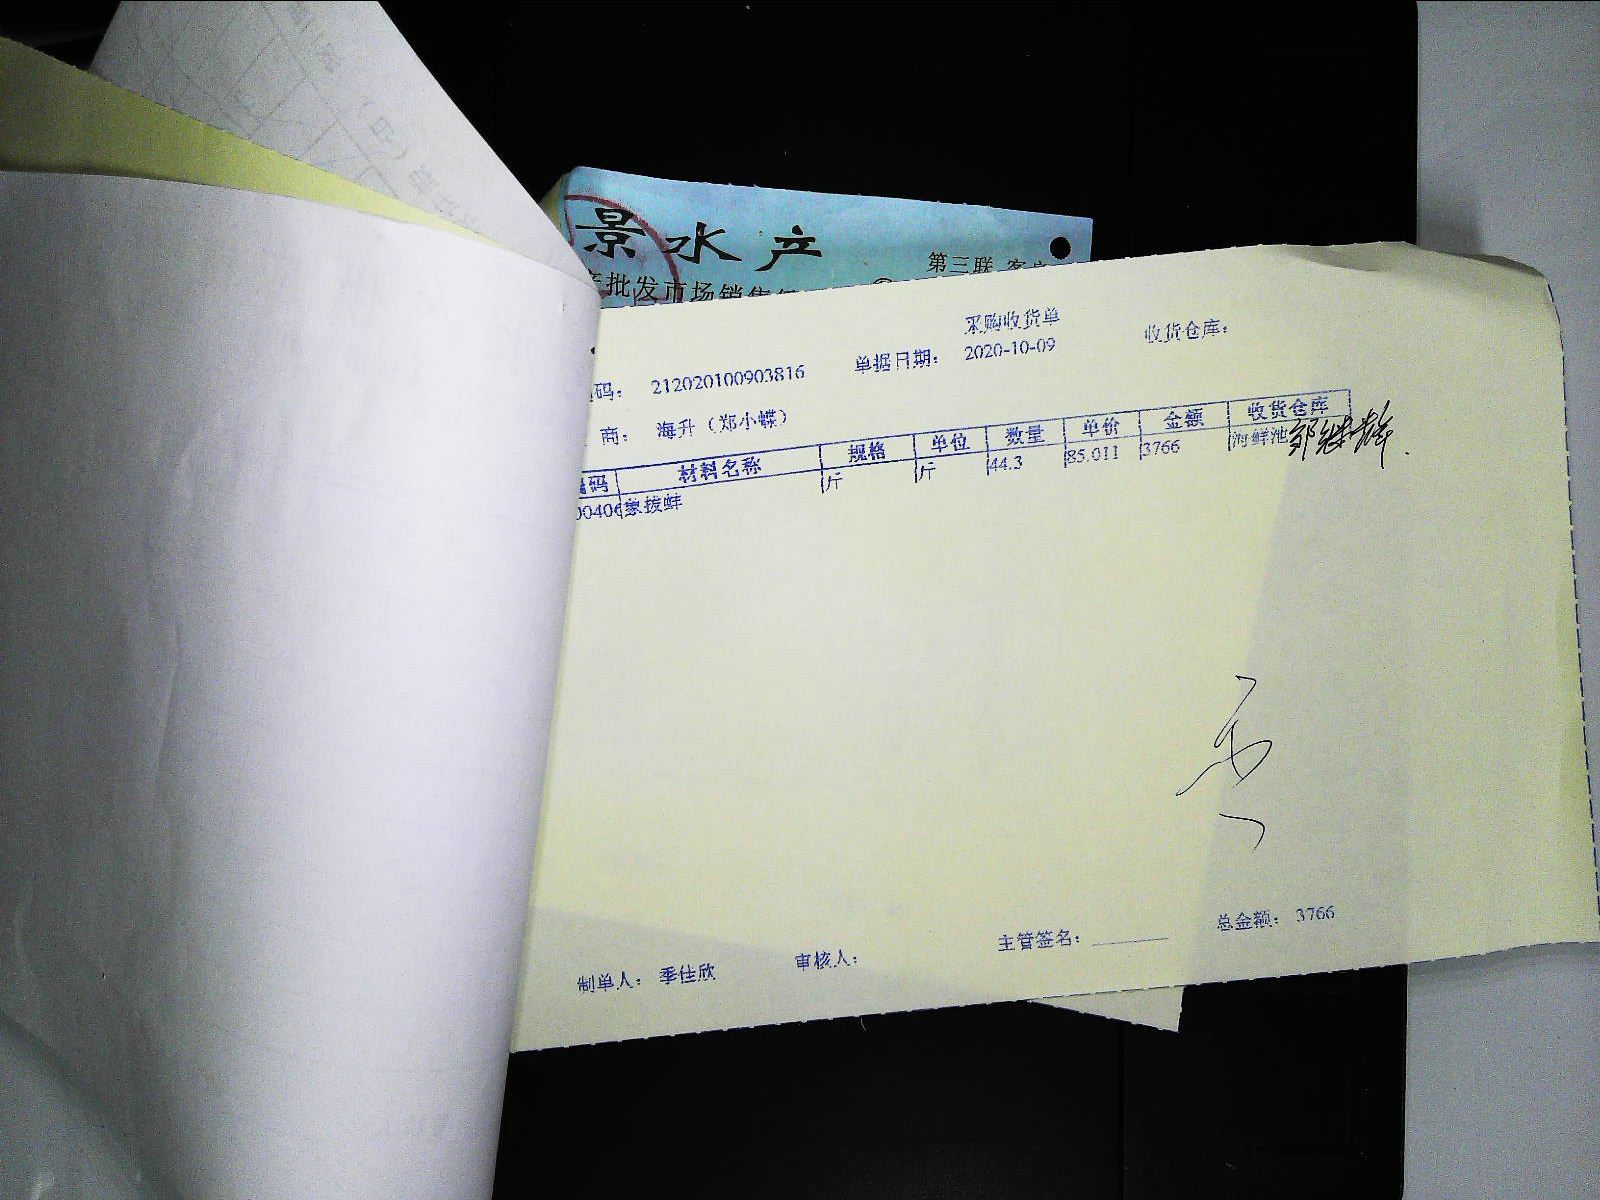 景水产
产批发市场销售
第三联 客户
采购收货单
码: 212020100903816 单据日期: 2020-10-09 收货仓库:
商: 海升（郑小蝶）
编码 材料名称 规格 单位 数量 单价 金额 收货仓库
00406 象拔蚌 斤 斤 44.3 85.011 3766 海鲜池
制单人: 季佳欣 审核人: 主管签名: 总金额: 3766